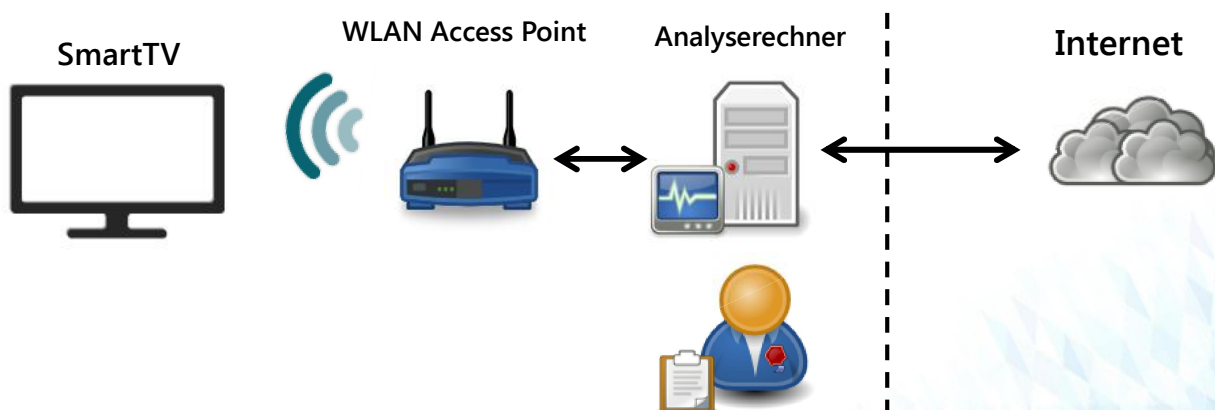 SmartTV
WLAN Access Point
Analyserechner
Internet